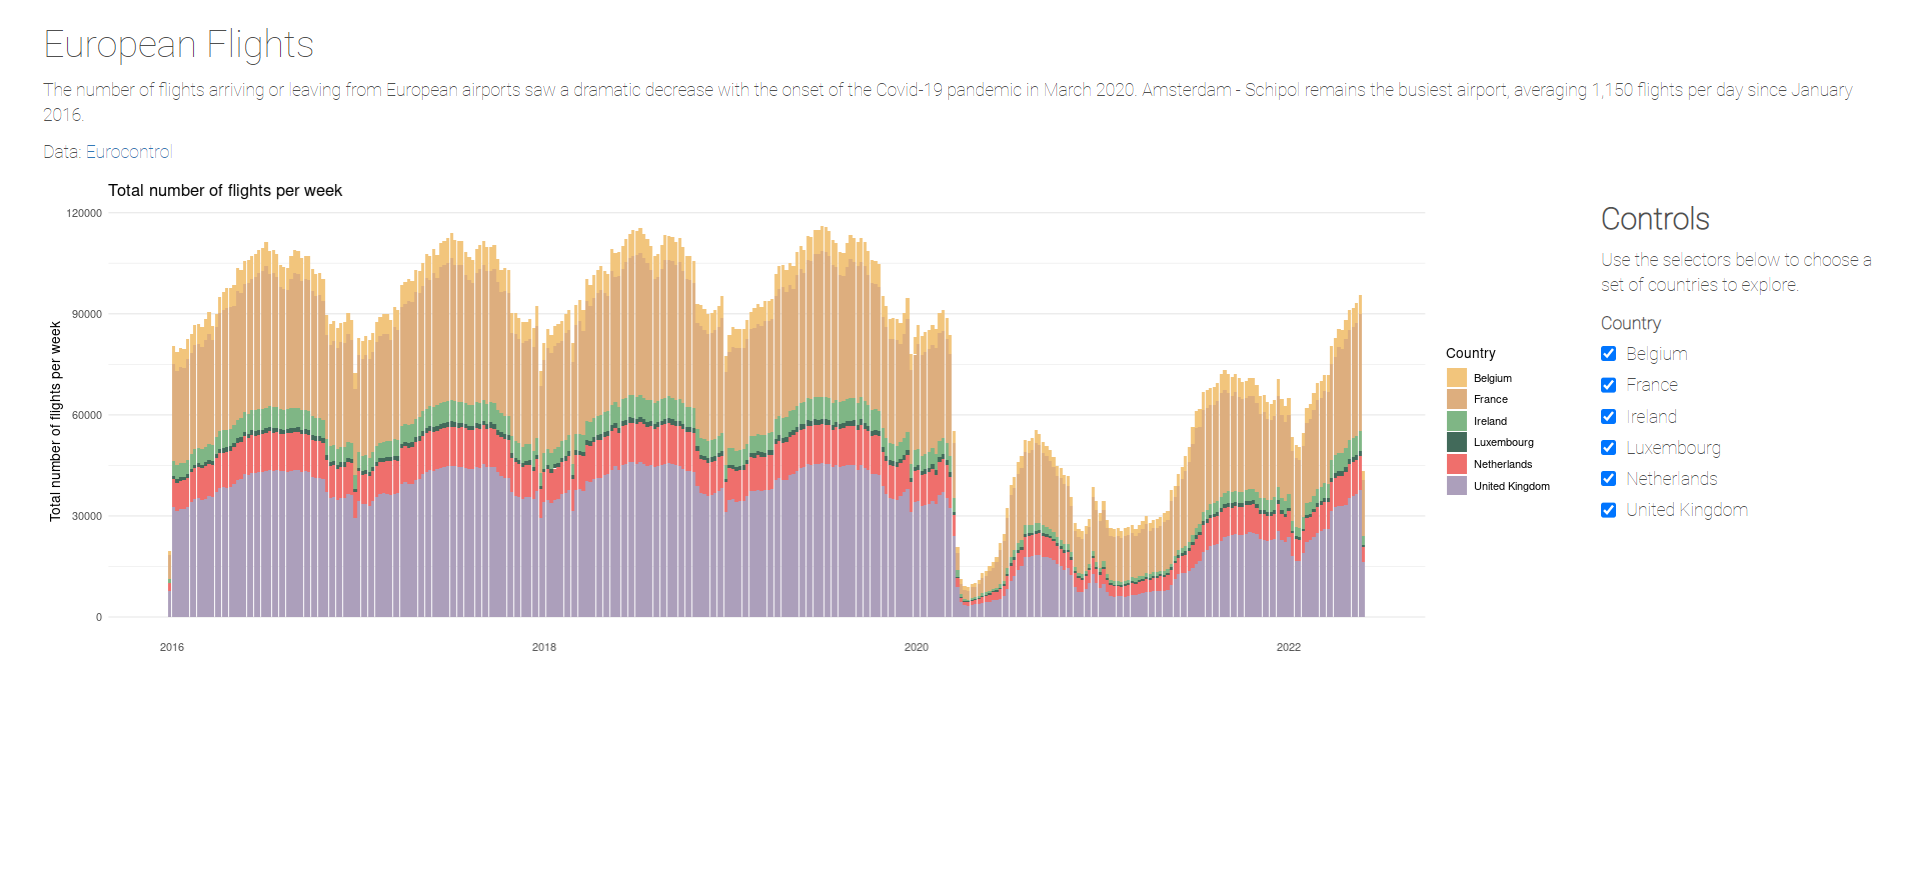 European Flights
The number of flights arriving or leaving from European airports saw a dramatic decrease with the onset of the Covid-19 pandemic in March 2020. Amsterdam - Schipol remains the busiest airport, averaging 1,150 flights per day since January
2016.
Data: Eurocontrol
Total number of flights per week
Total number of flights per week
120000
90000
60000
30000
0
2016
2018
2020
2022
Country
Belgium
France
Ireland
Luxembourg
Netherlands
United Kingdom
Controls
Use the selectors below to choose a
set of countries to explore.
Country
Belgium
France
Ireland
Luxembourg
Netherlands
United Kingdom